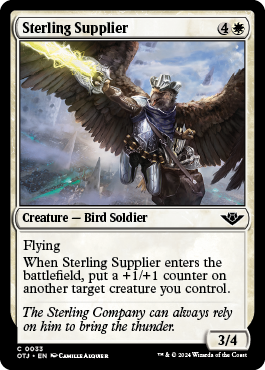 Sterling Supplier 4
Creature — Bird Soldier
Flying
When Sterling Supplier enters the
battlefield, put a +1/+1 counter on
another target creature you control.
The Sterling Company can always rely
on him to bring the thunder.
3/4
C 0033
OTJ • EN Camille Alquier
™ & © 2024 Wizards of the Coast